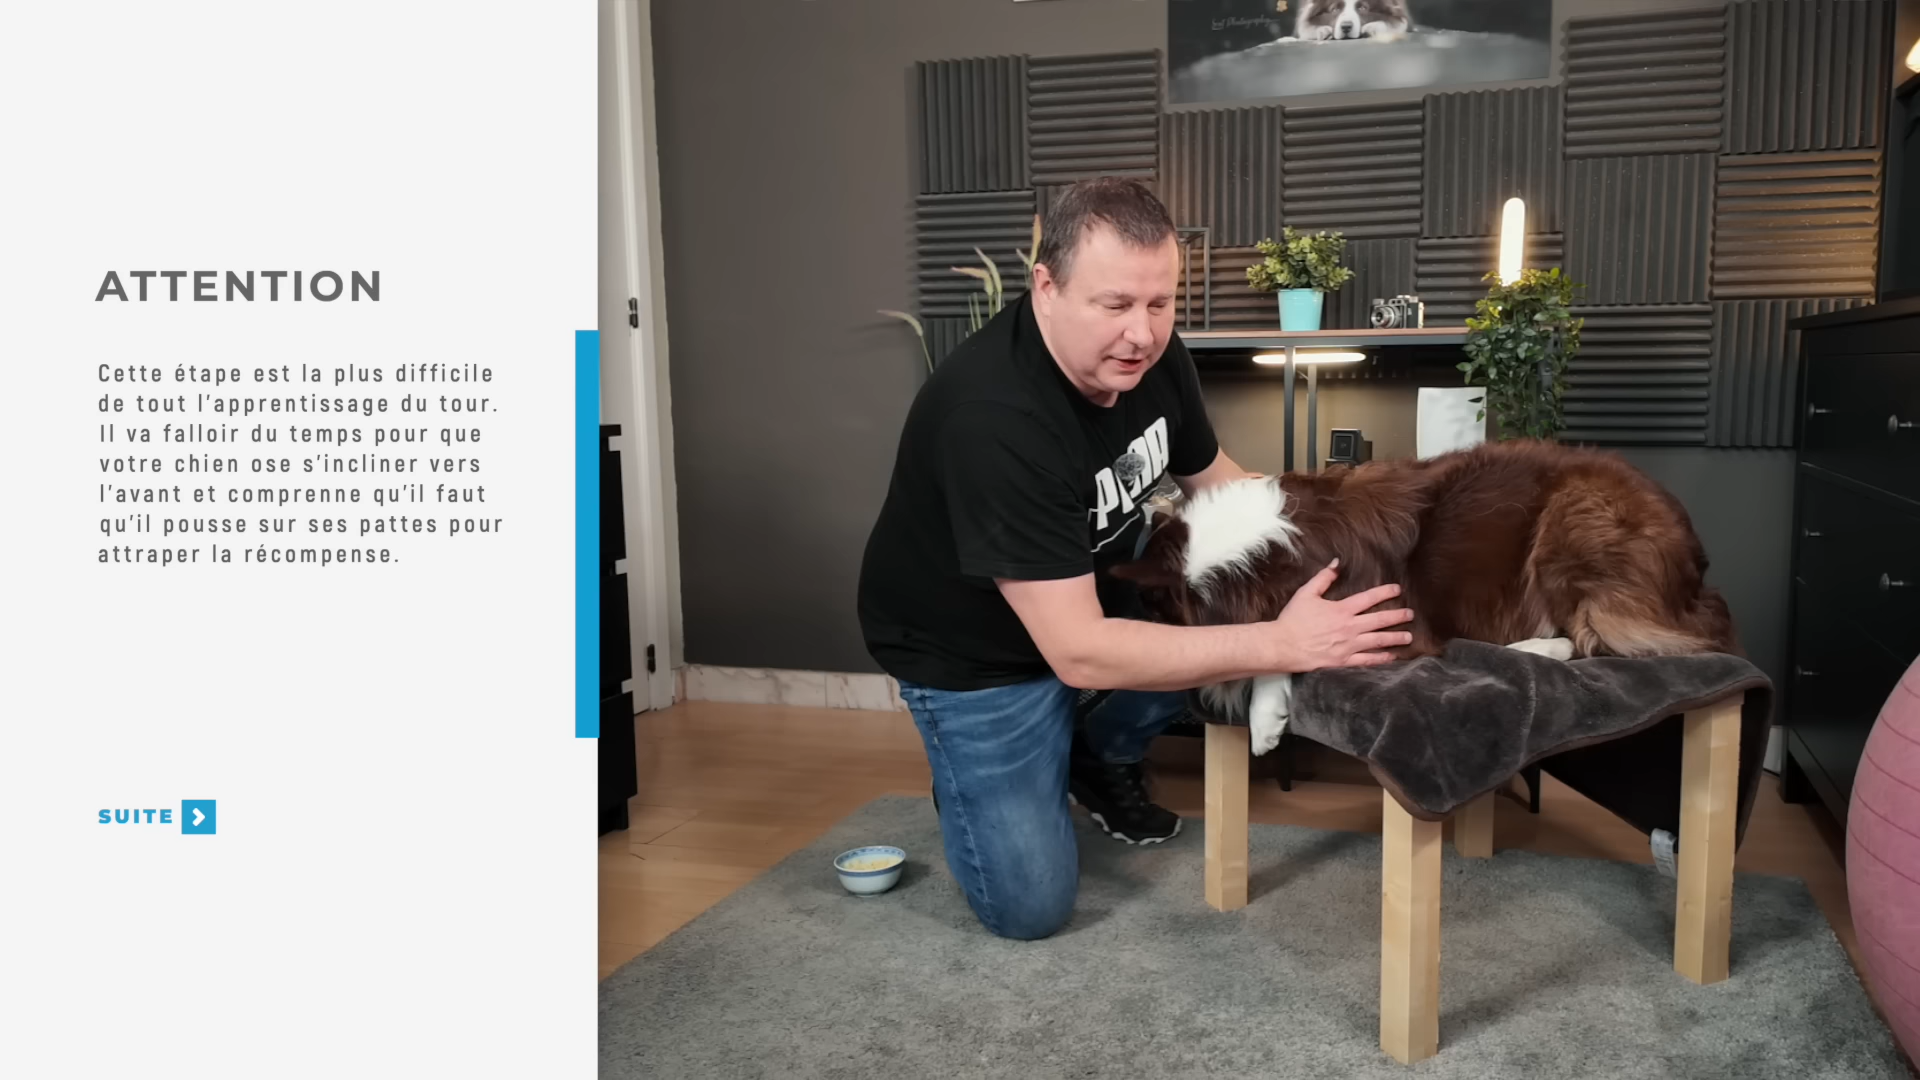 ATTENTION
Cette étape est la plus difficile
de tout l'apprentissage du tour.
Il va falloir du temps pour que
votre chien ose s'incliner vers
l'avant et comprenne qu'il faut
qu'il pousse sur ses pattes pour
attraper la récompense.
SUITE